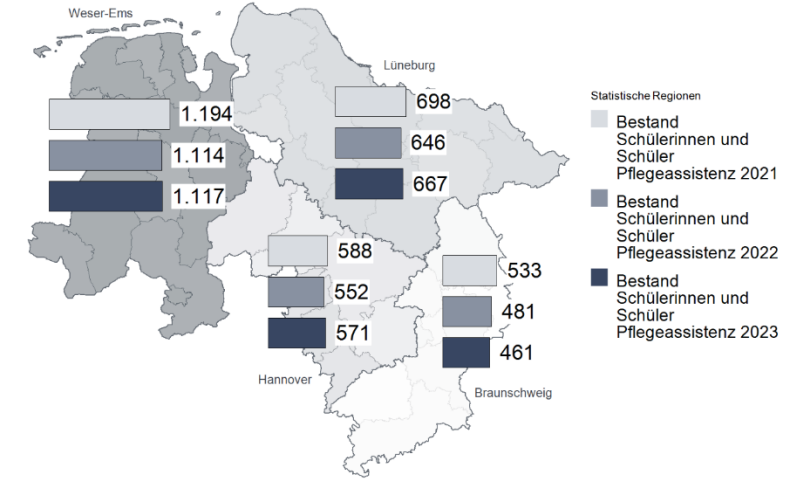 Weser-Ems
1.194
1.114
1.117
Lüneburg
698
646
667
588
552
571
Hannover
533
481
461
Braunschweig
Statistische Regionen
Bestand
Schülerinnen und
Schüler
Pflegeassistenz 2021
Bestand
Schülerinnen und
Schüler
Pflegeassistenz 2022
Bestand
Schülerinnen und
Schüler
Pflegeassistenz 2023